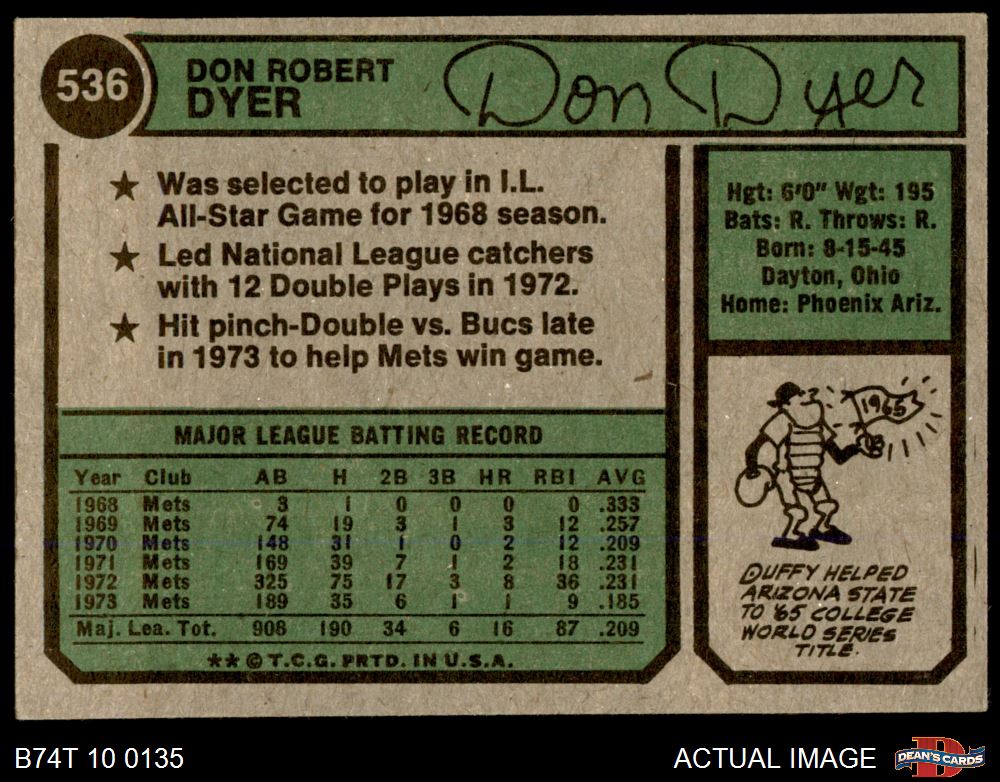 536
DON ROBERT
DYER
Don Dyer
★ Was selected to play in I.L.
All-Star Game for 1968 season.
★ Led National League catchers
with 12 Double Plays in 1972.
★ Hit pinch-Double vs. Bucs late
in 1973 to help Mets win game.
Hgt: 6'0" Wgt: 195
Bats: R. Throws: R.
Born: 8-15-45
Dayton, Ohio
Home: Phoenix Ariz.
MAJOR LEAGUE BATTING RECORD
Year Club AB H 2B 3B HR RBI AVG
1968 Mets 3 1 0 0 0 0 .333
1969 Mets 74 19 3 1 3 12 .257
1970 Mets 148 31 1 0 2 12 .209
1971 Mets 169 39 7 1 2 18 .231
1972 Mets 325 75 17 3 8 36 .231
1973 Mets 189 35 6 1 1 9 .185
Maj. Lea. Tot. 908 190 34 6 16 87 .209
** © T.C.G. PRTD. IN U.S.A.
1965
DUFFY HELPED
ARIZONA STATE
TO '65 COLLEGE
WORLD SERIES
TITLE.
B74T 10 0135
ACTUAL IMAGE
D
DEAN'S CARDS